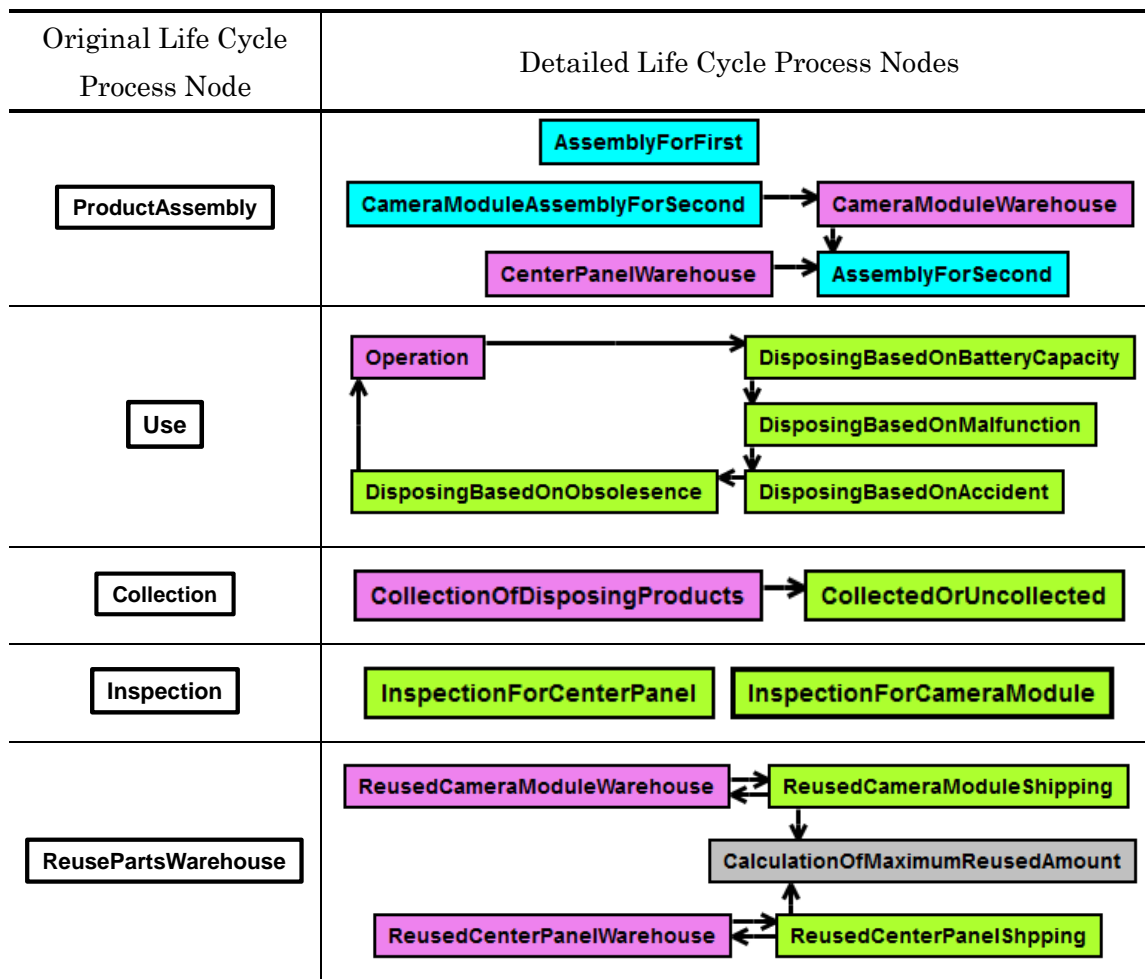 Original Life Cycle
Process Node
Detailed Life Cycle Process Nodes
ProductAssembly
AssemblyForFirst
CameraModuleAssemblyForSecond
CameraModuleWarehouse
CenterPanelWarehouse
AssemblyForSecond
Use
Operation
DisposingBasedOnBatteryCapacity
DisposingBasedOnMalfunction
DisposingBasedOnObsolesence
DisposingBasedOnAccident
Collection
CollectionOfDisposingProducts
CollectedOrUncollected
Inspection
InspectionForCenterPanel
InspectionForCameraModule
ReusePartsWarehouse
ReusedCameraModuleWarehouse
ReusedCameraModuleShipping
CalculationOfMaximumReusedAmount
ReusedCenterPanelWarehouse
ReusedCenterPanelShpping